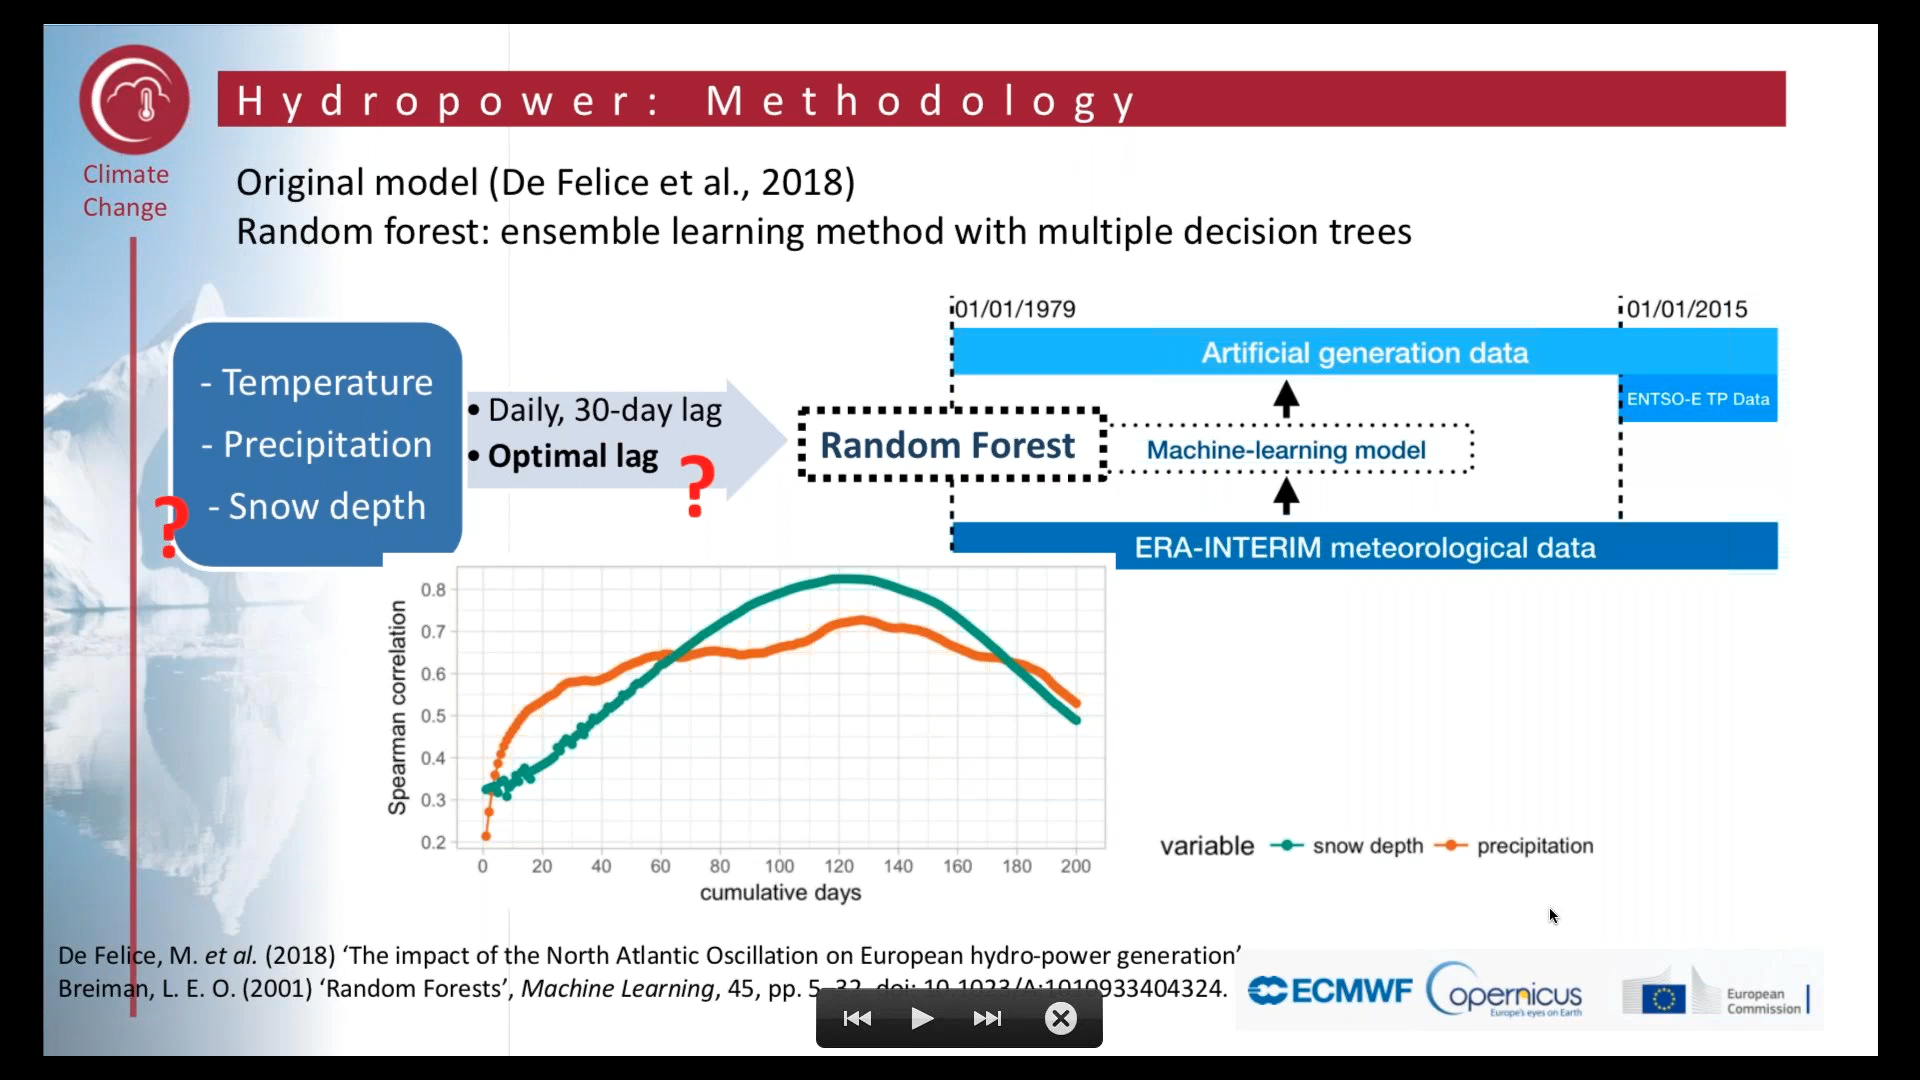 Hydropower: Methodology
Climate
Change
Original model (De Felice et al., 2018)
Random forest: ensemble learning method with multiple decision trees
- Temperature
- Precipitation
- Snow depth
?
• Daily, 30-day lag
• Optimal lag
?
Random Forest
01/01/1979
01/01/2015
Artificial generation data
ENTSO-E TP Data
Machine-learning model
ERA-INTERIM meteorological data
Spearman correlation
0.8
0.7
0.6
0.5
0.4
0.3
0.2
0 20 40 60 80 100 120 140 160 180 200
cumulative days
variable snow depth precipitation
De Felice, M. et al. (2018) ‘The impact of the North Atlantic Oscillation on European hydro-power generation’
Breiman, L. E. O. (2001) ‘Random Forests’, Machine Learning, 45, pp. 5–32. doi: 10.1023/A:1010933404324.
ECMWF
Copernicus
Europe's eyes on Earth
European
Commission